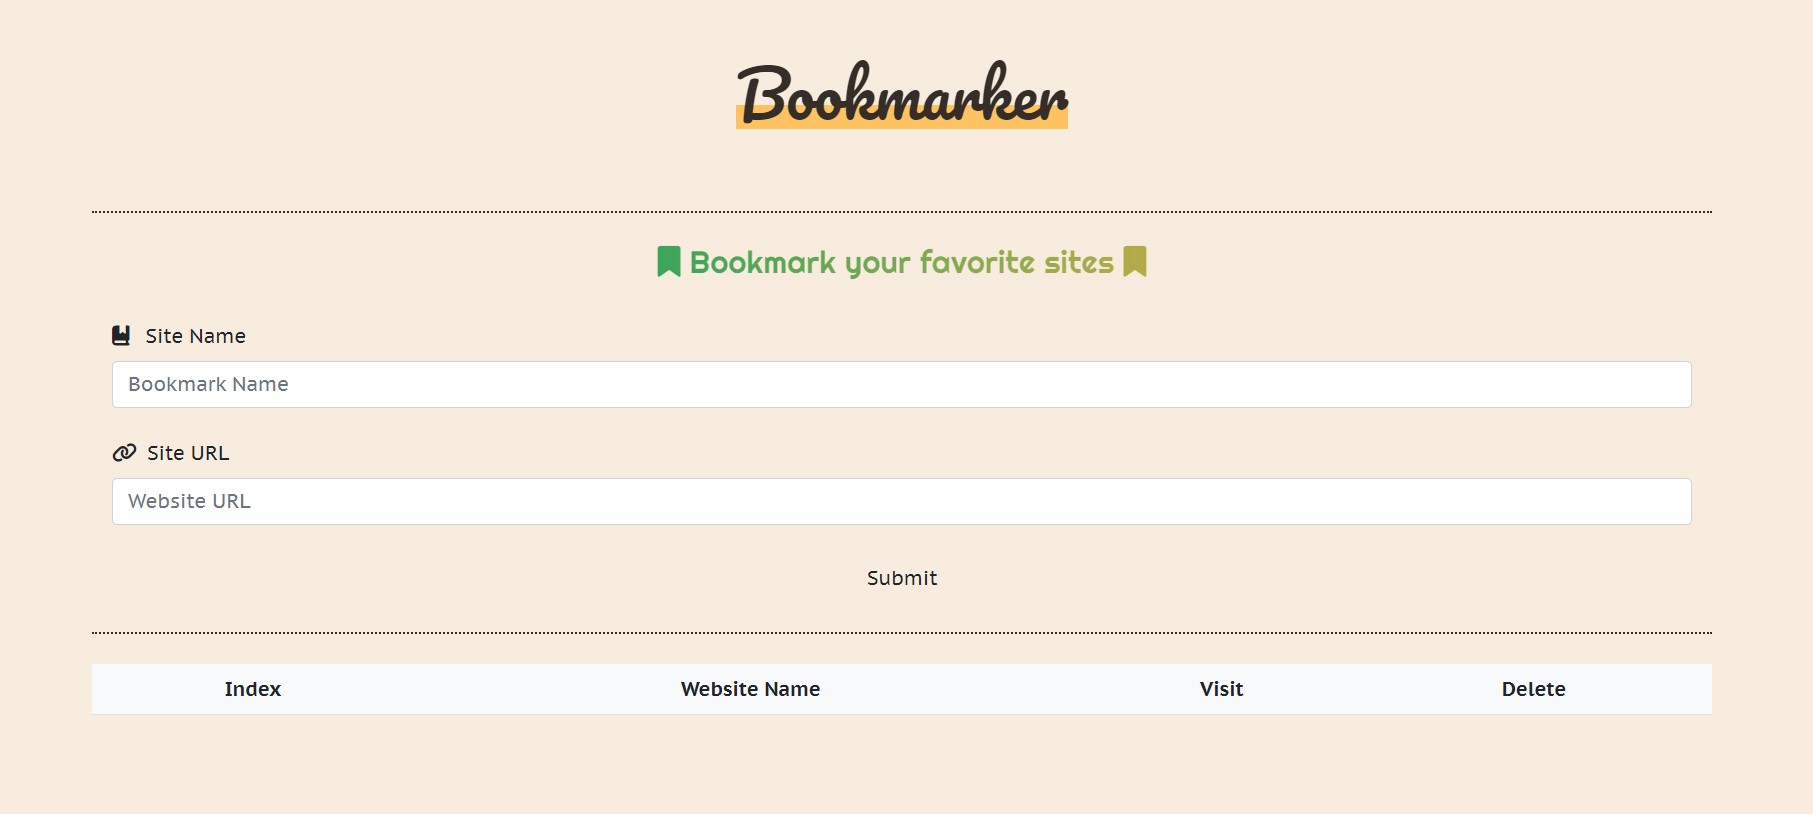 Bookmarker
Bookmark your favorite sites
Site Name
Bookmark Name
Site URL
Website URL
Submit
Index Website Name Visit Delete